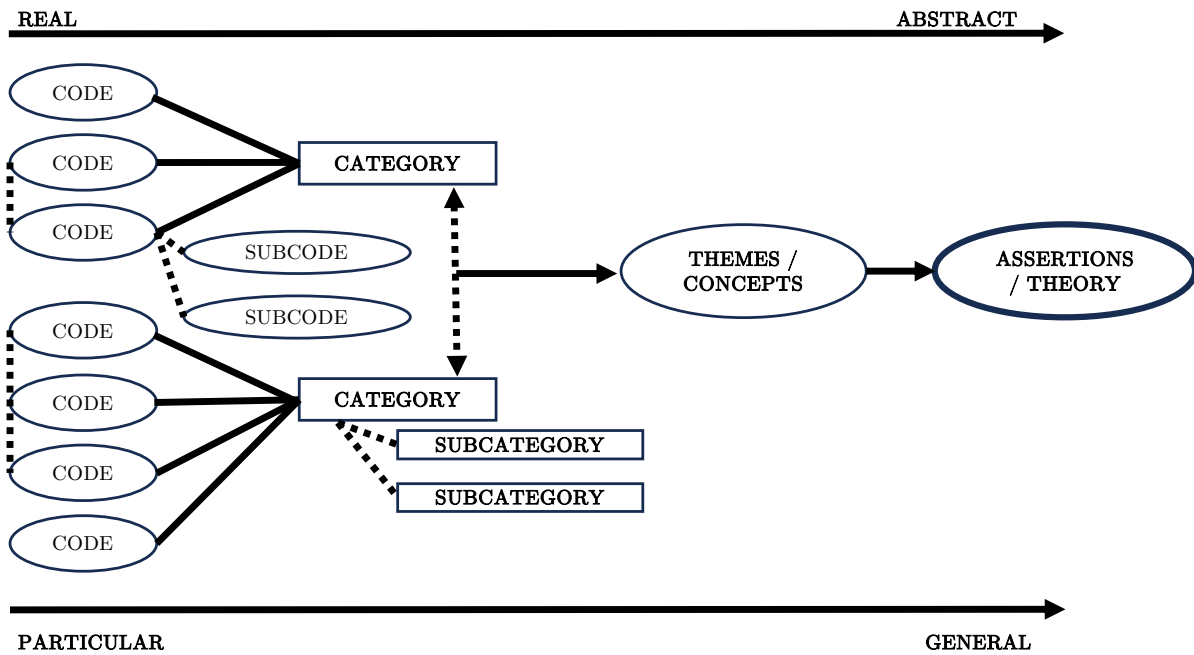 REAL
ABSTRACT
CODE
CODE
CATEGORY
CODE
SUBCODE
SUBCODE
THEMES /
CONCEPTS
ASSERTIONS
/ THEORY
CODE
CODE
CATEGORY
SUBCATEGORY
CODE
SUBCATEGORY
CODE
PARTICULAR
GENERAL